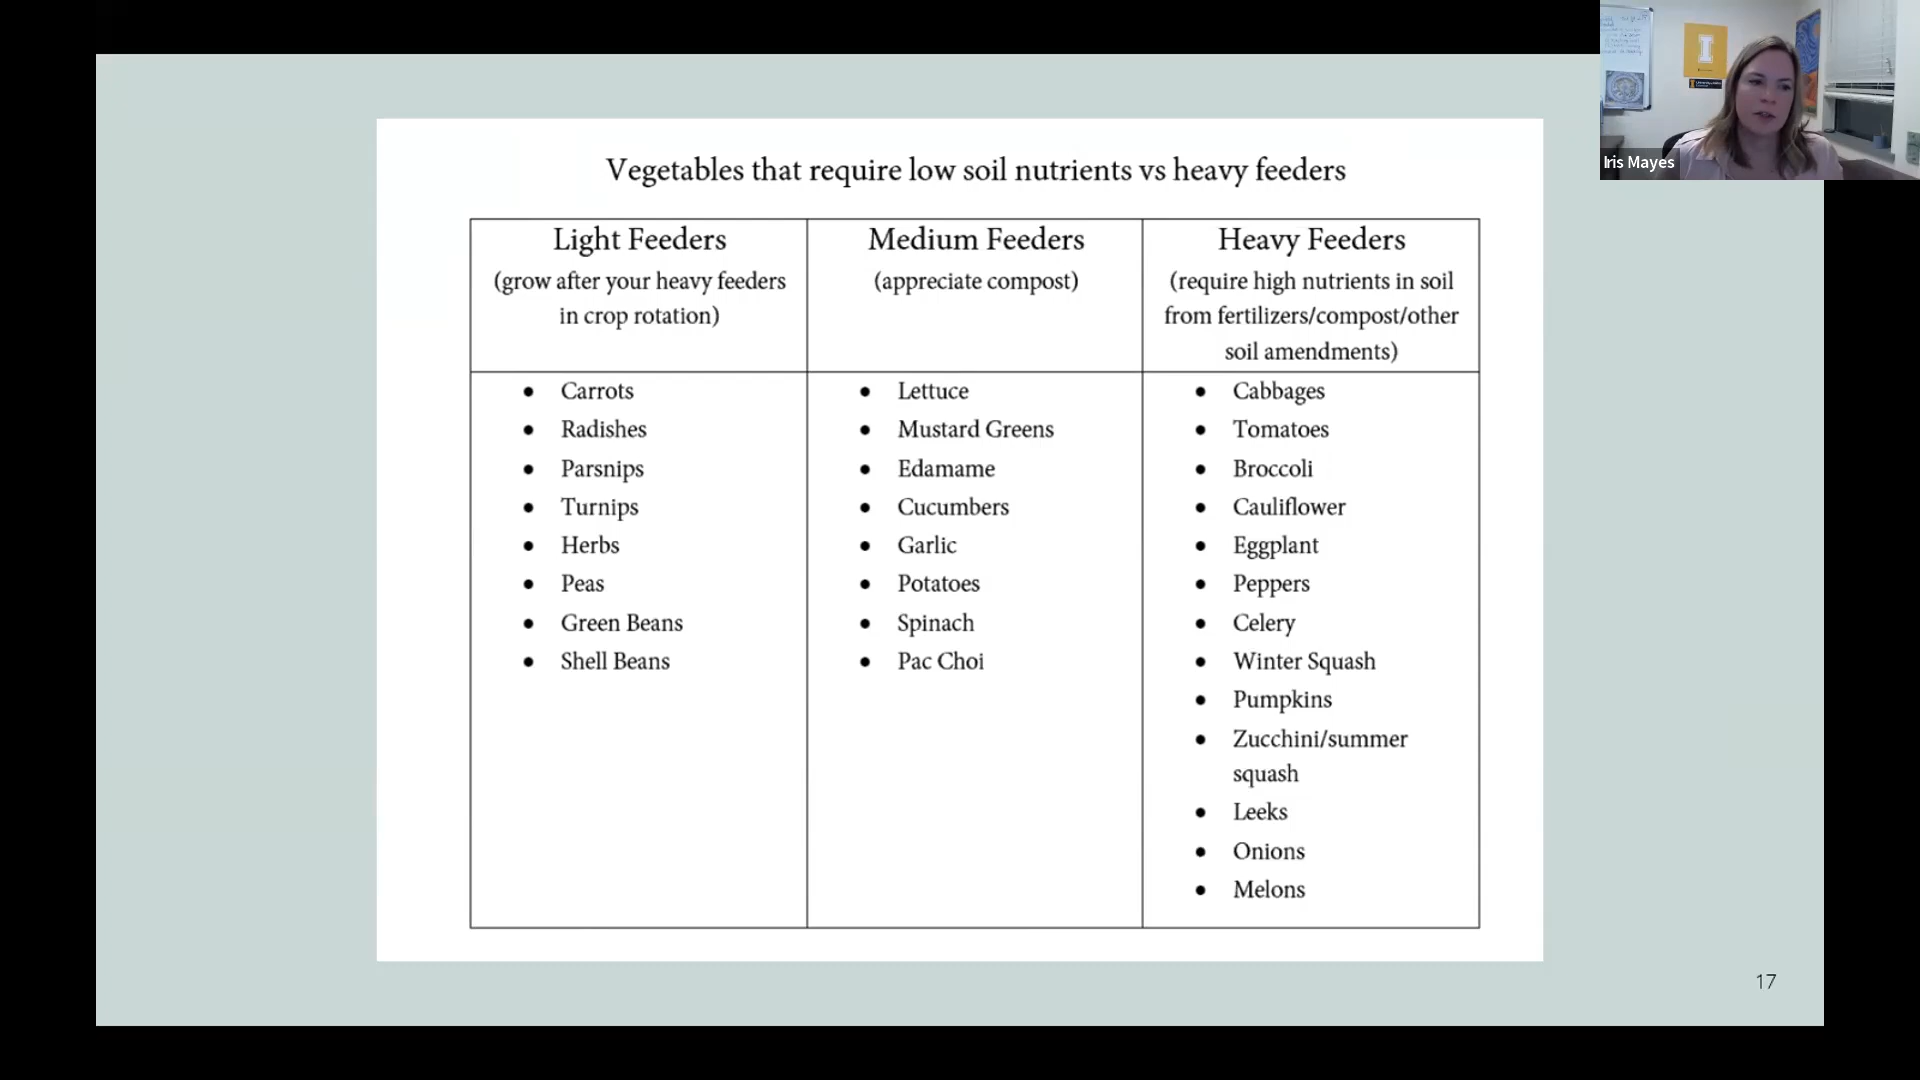 Vegetables that require low soil nutrients vs heavy feeders
Light Feeders
(grow after your heavy feeders
in crop rotation)
Medium Feeders
(appreciate compost)
Heavy Feeders
(require high nutrients in soil
from fertilizers/compost/other
soil amendments)
• Carrots
• Radishes
• Parsnips
• Turnips
• Herbs
• Peas
• Green Beans
• Shell Beans
• Lettuce
• Mustard Greens
• Edamame
• Cucumbers
• Garlic
• Potatoes
• Spinach
• Pac Choi
• Cabbages
• Tomatoes
• Broccoli
• Cauliflower
• Eggplant
• Peppers
• Celery
• Winter Squash
• Pumpkins
• Zucchini/summer
squash
• Leeks
• Onions
• Melons
17
I
Iris Mayes